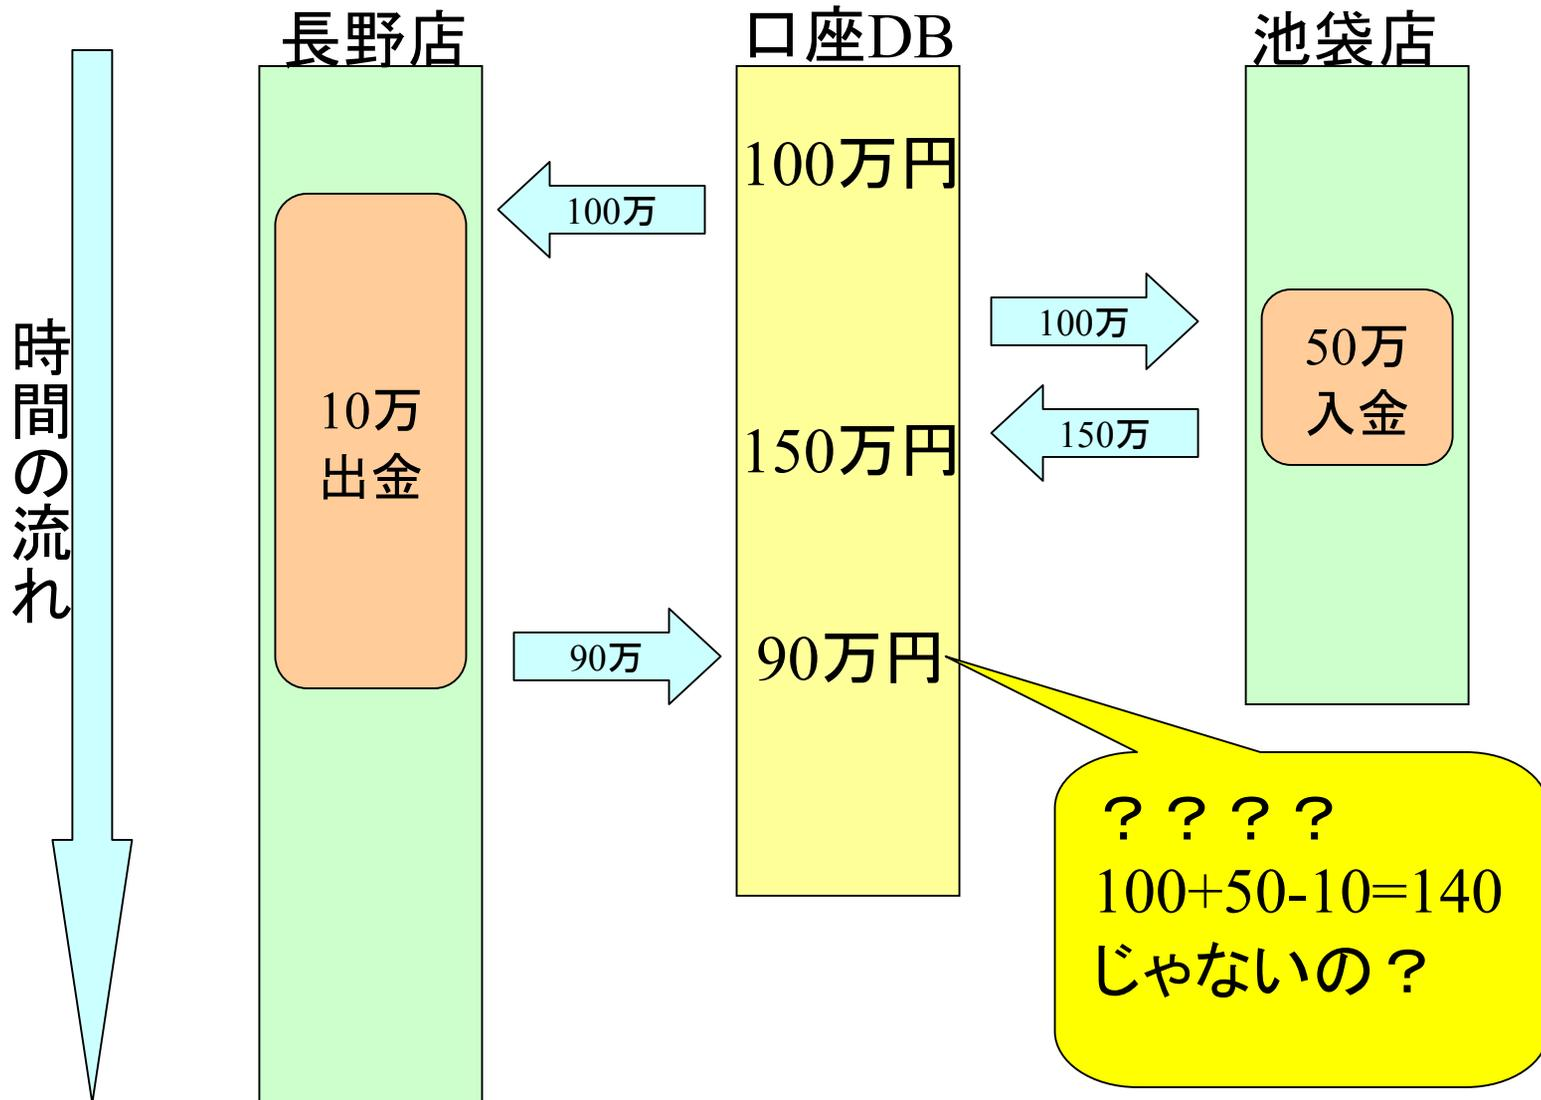 長野店
口座DB
池袋店
時間の流れ
100万円
100万
100万
10万
出金
50万
入金
150万円
150万
90万
90万円
????
100+50-10=140
じゃないの?